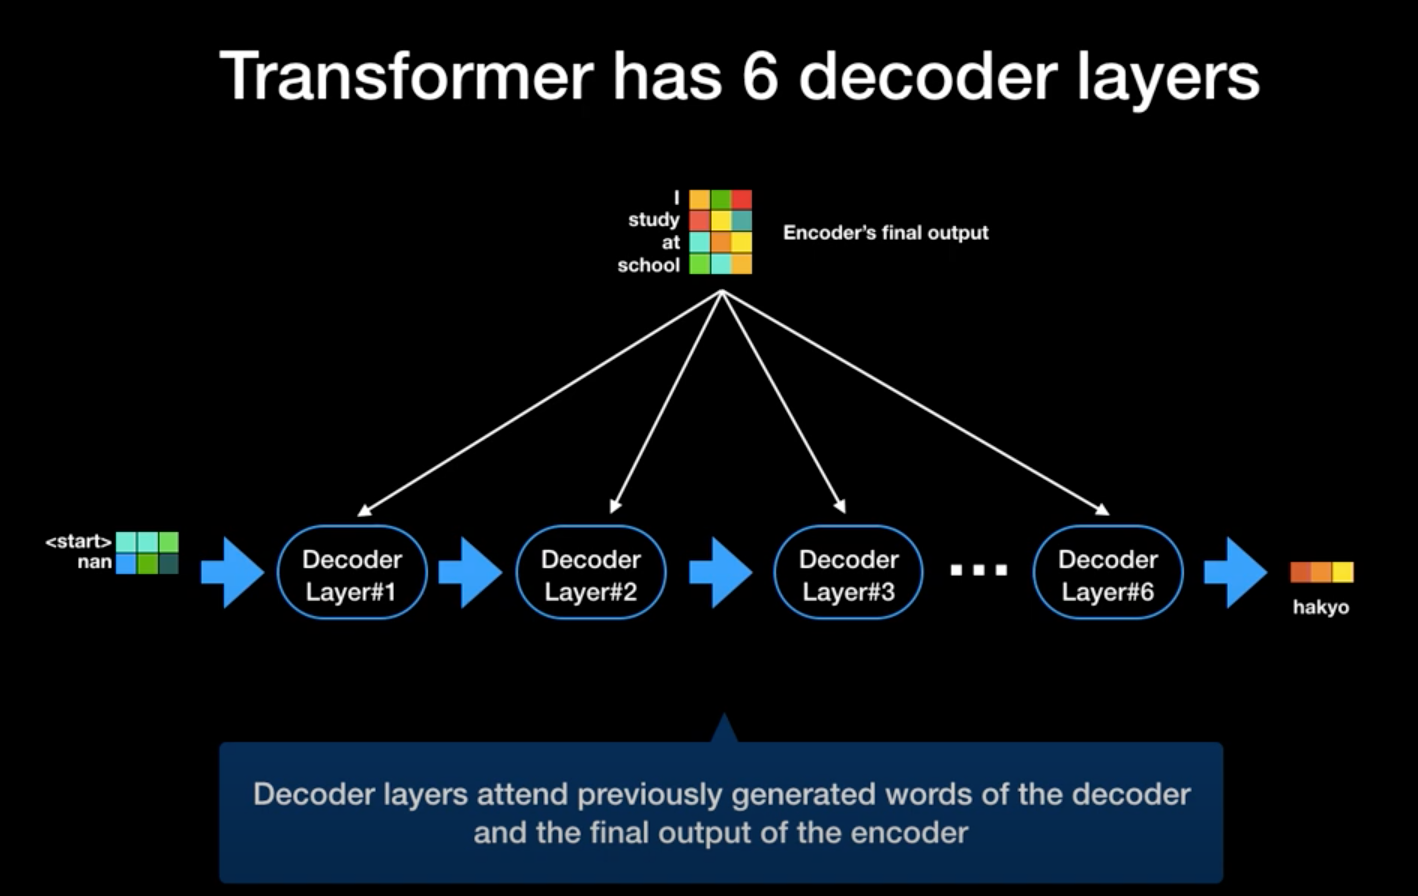 Transformer has 6 decoder layers
I
study
at
school
Encoder's final output
<start>
nan
Decoder
Layer#1
Decoder
Layer#2
Decoder
Layer#3
...
Decoder
Layer#6
hakyo
Decoder layers attend previously generated words of the decoder
and the final output of the encoder